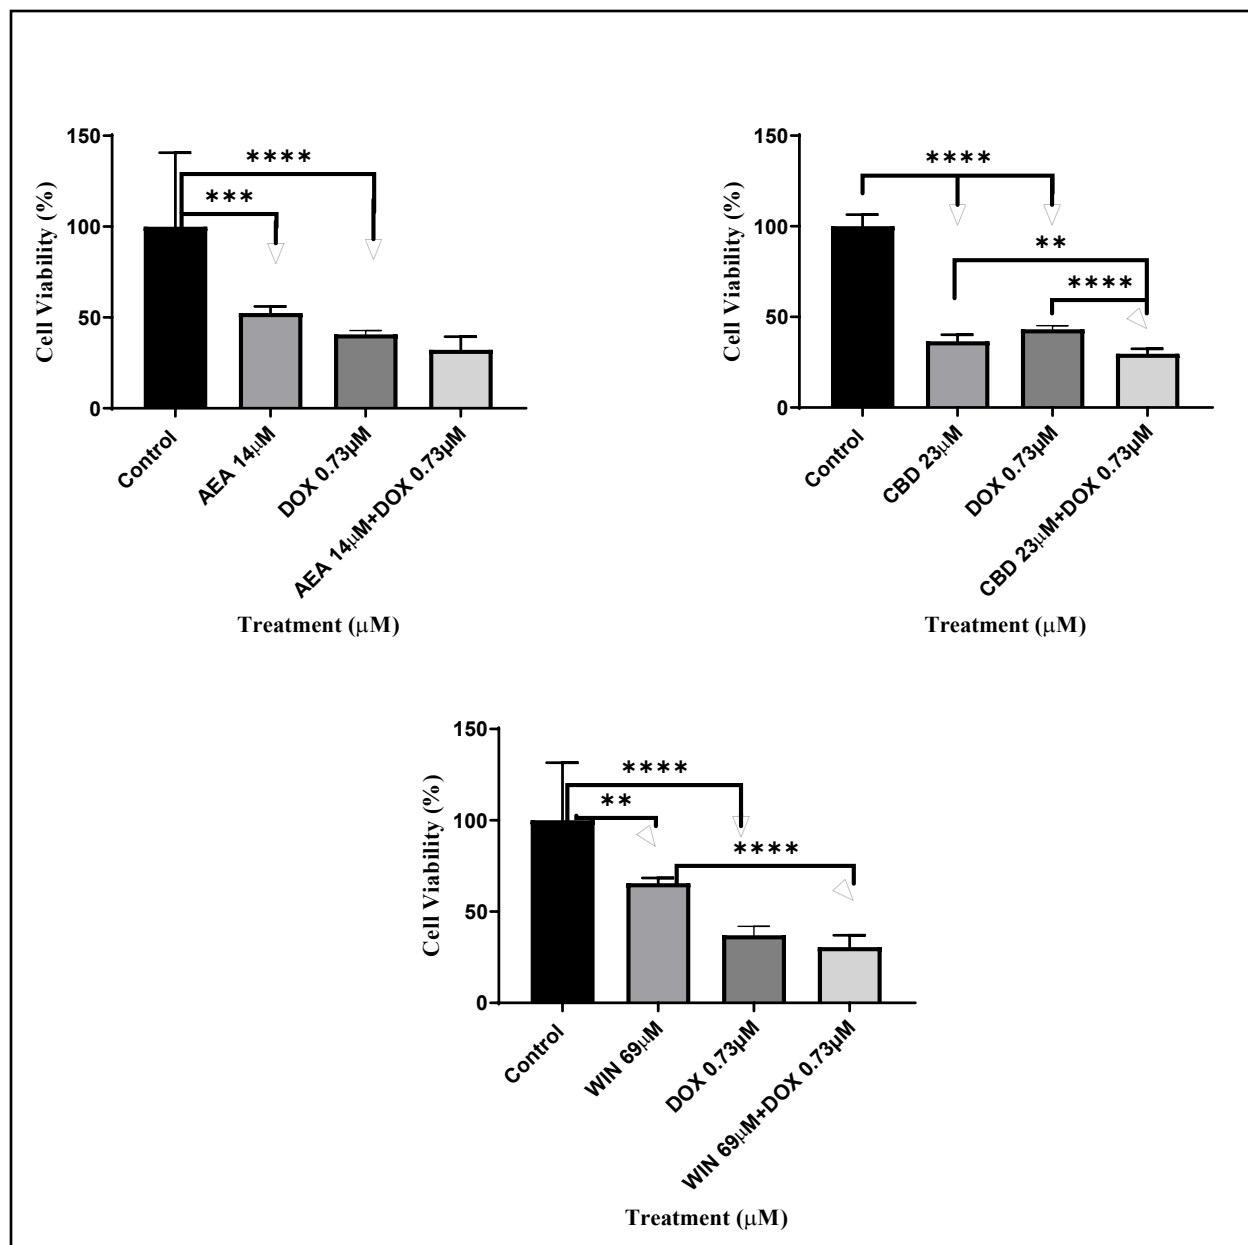 150
100
50
0
Cell Viability (%)
****
***
Control
AEA 14μM
DOX 0.73μM
AEA 14μM+DOX 0.73μM
Treatment (μM)
150
100
50
0
Cell Viability (%)
****
**
****
Control
CBD 23μM
DOX 0.73μM
CBD 23μM+DOX 0.73μM
Treatment (μM)
150
100
50
0
Cell Viability (%)
****
**
****
Control
WIN 69μM
DOX 0.73μM
WIN 69μM+DOX 0.73μM
Treatment (μM)